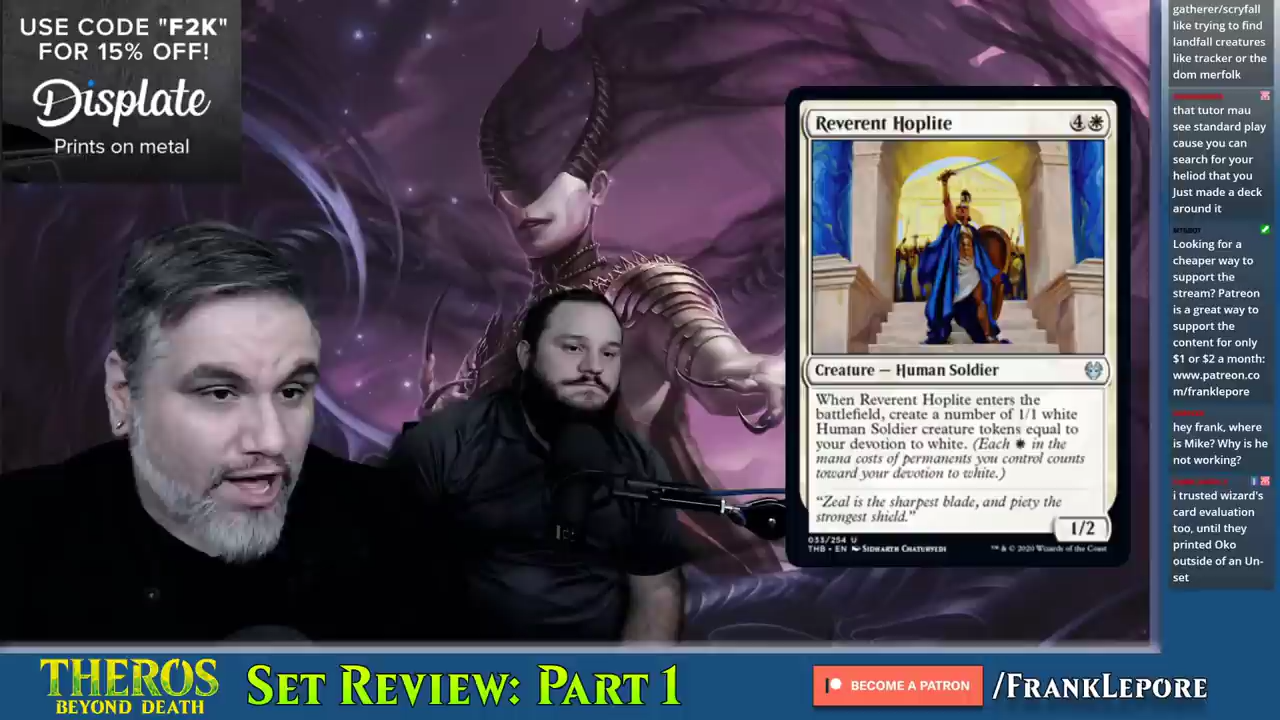 USE CODE "F2K"
FOR 15% OFF!
Displate
Prints on metal
Reverent Hoplite 4
Creature — Human Soldier
When Reverent Hoplite enters the
battlefield, create a number of 1/1 white
Human Soldier creature tokens equal to
your devotion to white. (Each in the
mana costs of permanents you control counts
toward your devotion to white.)
"Zeal is the sharpest blade, and piety the
strongest shield."
1/2
033/254 U
THB • EN SIDHARTH CHATURVEDI
™ & © 2020 Wizards of the Coast
gatherer/scryfall
like trying to find
landfall creatures
like tracker or the
dom merfolk
that tutor mau
see standard play
cause you can
search for your
heliod that you
Just made a deck
around it
Looking for a
cheaper way to
support the
stream? Patreon
is a great way to
support the
content for only
$1 or $2 a month:
www.patreon.co
m/franklepore
hey frank, where
is Mike? Why is he
not working?
i trusted wizard's
card evaluation
too, until they
printed Oko
outside of an Un-
set
THEROS
BEYOND DEATH
SET REVIEW: PART 1
BECOME A PATRON
/FRANKLEPORE